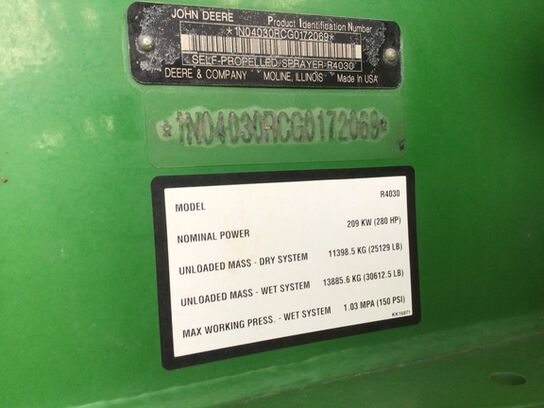 JOHN DEERE Product Identification Number
*1N04030RCG0172069*
SELF-PROPELLED/SPRAYER-R4030
DEERE & COMPANY MOLINE, ILLINOIS Made in USA
*1N04030RCG0172069*
MODEL R4030
NOMINAL POWER 209 KW (280 HP)
UNLOADED MASS - DRY SYSTEM 11398.5 KG (25129 LB)
UNLOADED MASS - WET SYSTEM 13885.6 KG (30612.5 LB)
MAX WORKING PRESS. - WET SYSTEM 1.03 MPA (150 PSI)